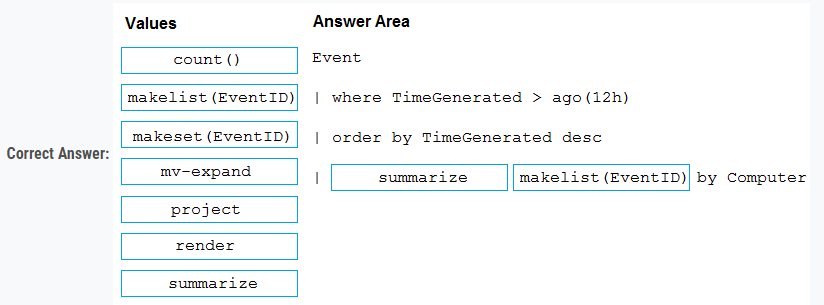 Values
Answer Area
count()
Event
makelist(EventID)
| where TimeGenerated > ago(12h)
makeset(EventID)
| order by TimeGenerated desc
Correct Answer:
mv-expand
| summarize makelist(EventID) by Computer
project
render
summarize